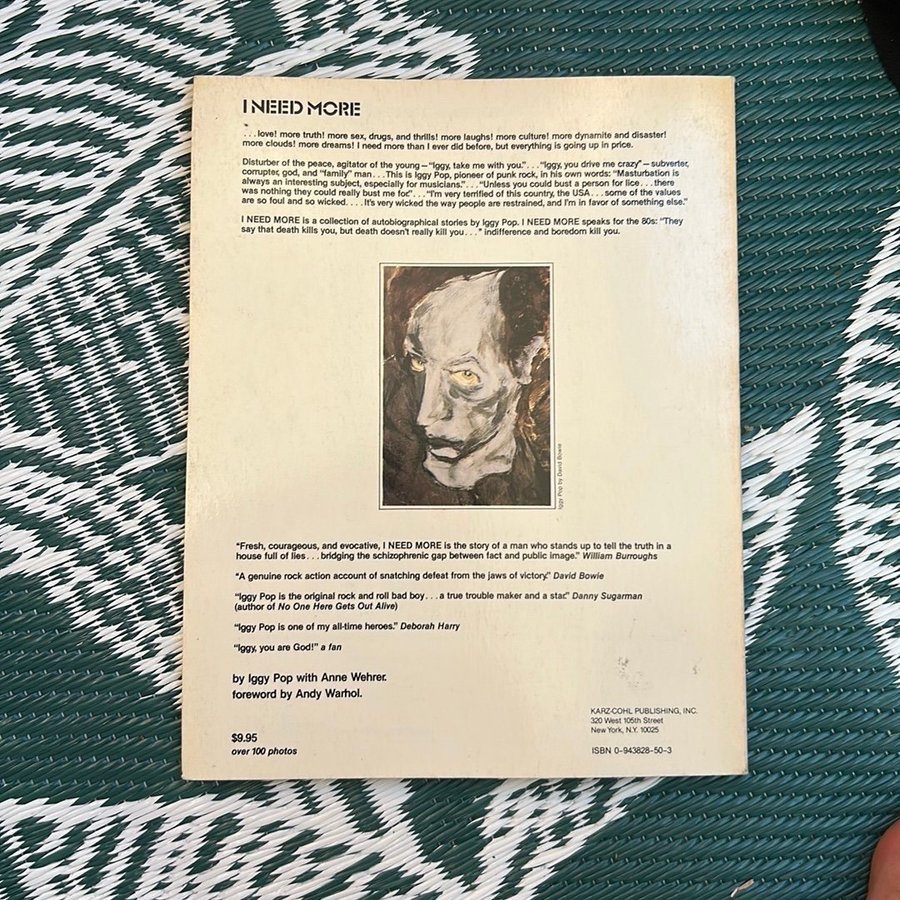 I NEED MORE
. . . love! more truth! more sex, drugs, and thrills! more laughs! more culture! more dynamite and disaster!
more clouds! more dreams! I need more than I ever did before, but everything is going up in price.
Disturber of the peace, agitator of the young—“Iggy, take me with you.”. . .“Iggy, you drive me crazy”—subverter,
corrupter, god, and “family” man. . .This is Iggy Pop, pioneer of punk rock, in his own words: “Masturbation is
always an interesting subject, especially for musicians.”. . .“Unless you could bust a person for lice. . .there
was nothing they could really bust me for.”. . .“I’m very terrified of this country, the USA. . .some of the values
are so foul and so wicked. . . .It’s very wicked the way people are restrained, and I’m in favor of something else.”
I NEED MORE is a collection of autobiographical stories by Iggy Pop. I NEED MORE speaks for the 80s: “They
say that death kills you, but death doesn’t really kill you. . .” indifference and boredom kill you.
Iggy Pop by David Bowie
“Fresh, courageous, and evocative, I NEED MORE is the story of a man who stands up to tell the truth in a
house full of lies. . .bridging the schizophrenic gap between fact and public image.” William Burroughs
“A genuine rock action account of snatching defeat from the jaws of victory.” David Bowie
“Iggy Pop is the original rock and roll bad boy. . .a true trouble maker and a star.” Danny Sugarman
(author of No One Here Gets Out Alive)
“Iggy Pop is one of my all-time heroes.” Deborah Harry
“Iggy, you are God!” a fan
by Iggy Pop with Anne Wehrer.
foreword by Andy Warhol.
$9.95
over 100 photos
KARZ-COHL PUBLISHING, INC.
320 West 105th Street
New York, N.Y. 10025
ISBN 0-943828-50-3